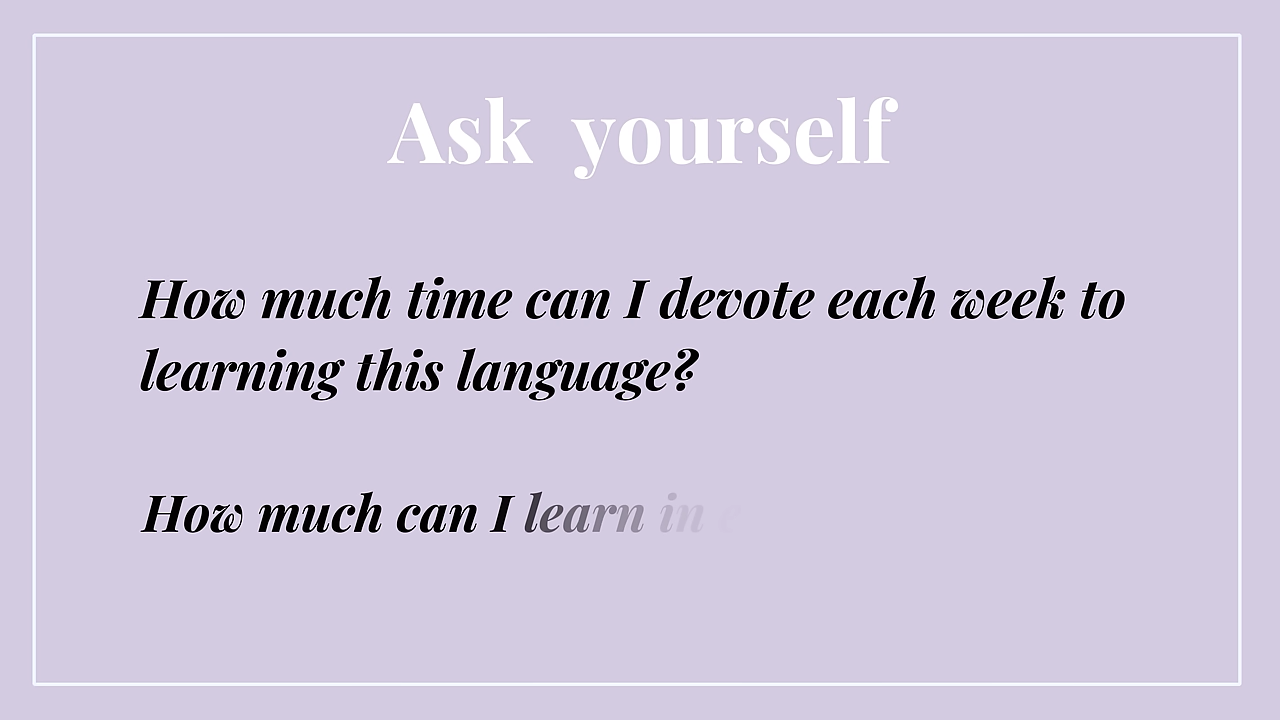 Ask yourself
How much time can I devote each week to
learning this language?
How much can I learn in